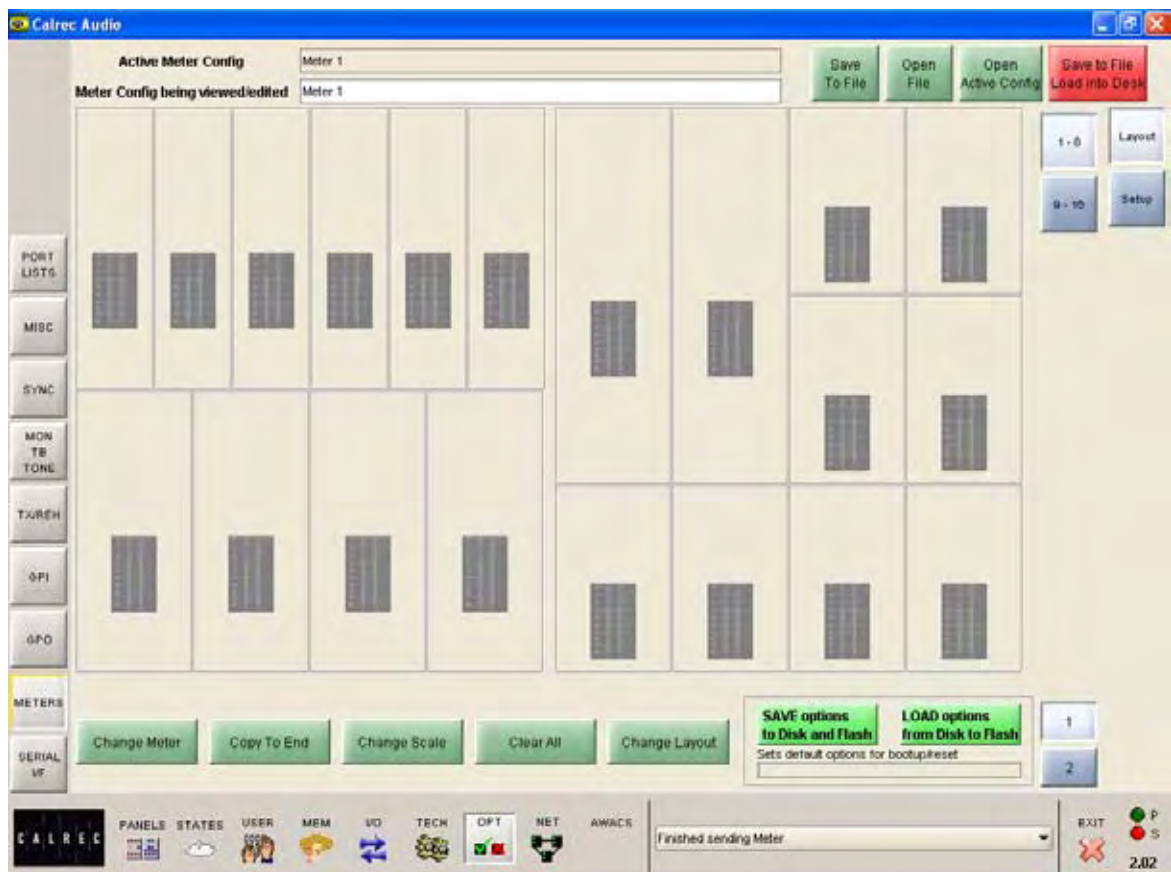 Calrec Audio
Active Meter Config
Meter 1
Meter Config being viewed/edited
Meter 1
Save
To File
Open
File
Open
Active Config
Save to File
Load into Desk
1 - 8
Layout
9 - 16
Setup
PORT
LISTS
MISC
SYNC
MON
TB
TONE
TX/REH
GPI
GPO
METERS
SERIAL
I/F
Change Meter
Copy To End
Change Scale
Clear All
Change Layout
SAVE options
to Disk and Flash
LOAD options
from Disk to Flash
Sets default options for bootup/reset
1
2
CALREC
PANELS
STATES
USER
MEM
I/O
TECH
OPT
NET
AWACS
Finished sending Meter
EXIT
P
S
2.02